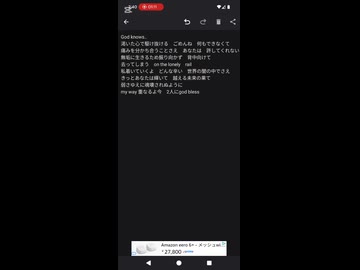 God knows..
渇いた心で駆け抜ける　ごめんね　何もできなくて
痛みを分かち合うことさえ　あなたは　許してくれない
無垢に生きるため振り向かず　背中向けて
去ってしまう　on the lonely　rail
私着いていくよ　どんな辛い　世界の闇の中でさえ
きっとあなたは輝いて　越える未来の果て
弱さゆえに魂壊されぬように
my way 重なるよ今　2人にgod bless
Amazon eero 6+ – メッシュwi
27,800